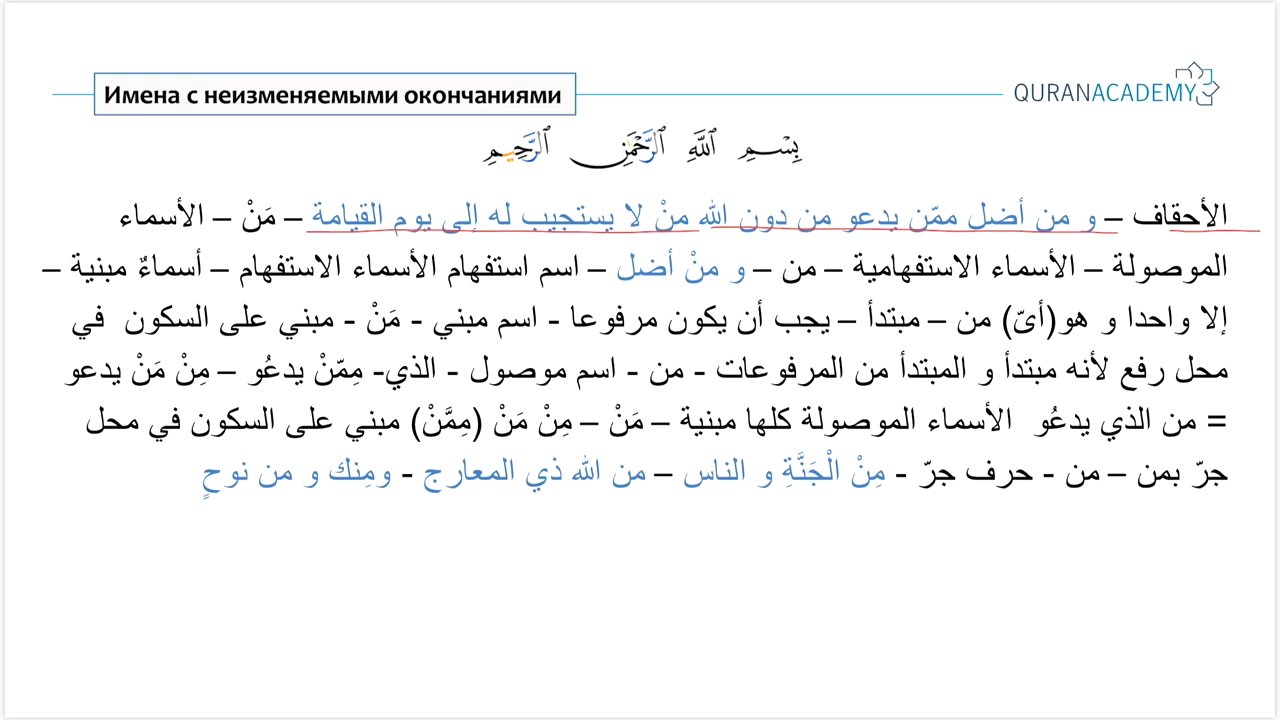 Имена с неизменяемыми окончаниями
QURANACADEMY
بِسْمِ ٱللَّهِ ٱلرَّحْمَٰنِ ٱلرَّحِيمِ
الأحقاف – و من أضل ممّن يدعو من دون الله منْ لا يستجيب له إلى يوم القيامة – مَنْ – الأسماء
الموصولة – الأسماء الاستفهامية – من – و منْ أضل – اسم استفهام الأسماء الاستفهام – أسماءٌ مبنية –
إلا واحدا و هو(أىّ) من – مبتدأ – يجب أن يكون مرفوعا - اسم مبني - مَنْ - مبني على السكون في
محل رفع لأنه مبتدأ و المبتدأ من المرفوعات - من - اسم موصول - الذي- مِمّنْ يدعُو – مِنْ مَنْ يدعو
= من الذي يدعُو الأسماء الموصولة كلها مبنية – مَنْ – مِنْ مَنْ (مِمَّنْ) مبني على السكون في محل
جرّ بمن – من - حرف جرّ - مِنْ الْجَنَّةِ و الناس – من الله ذي المعارج - ومِنك و من نوحٍ